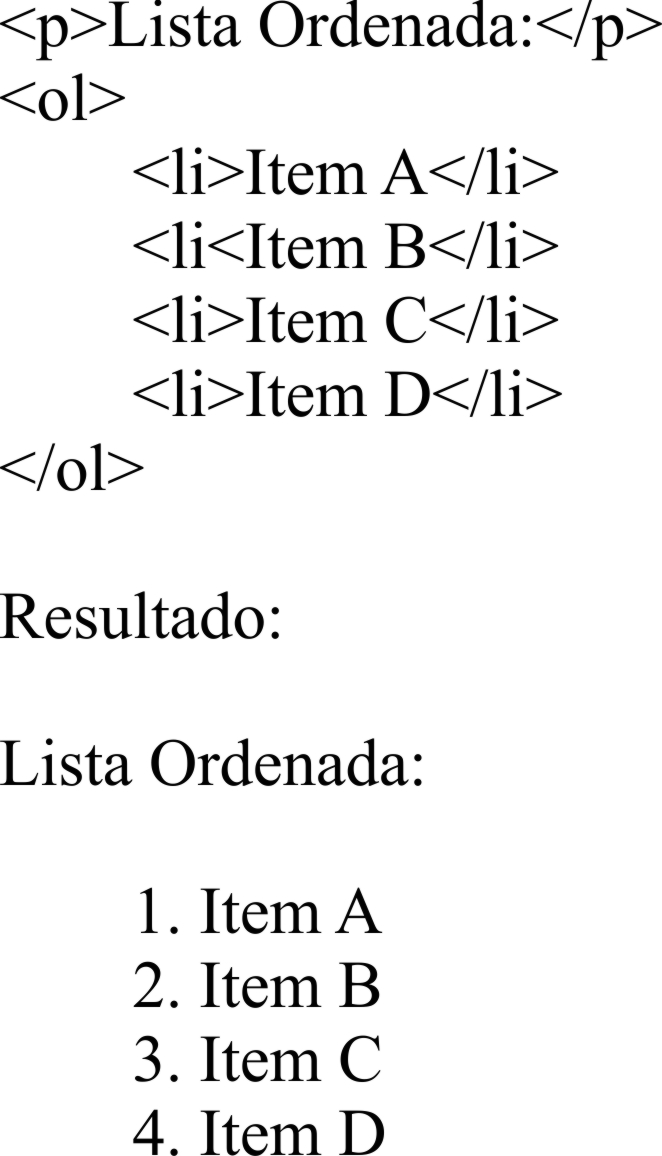 <p>Lista Ordenada:</p>
<ol>
<li>Item A</li>
<li<Item B</li>
<li>Item C</li>
<li>Item D</li>
</ol>
Resultado:
Lista Ordenada:
1. Item A
2. Item B
3. Item C
4. Item D